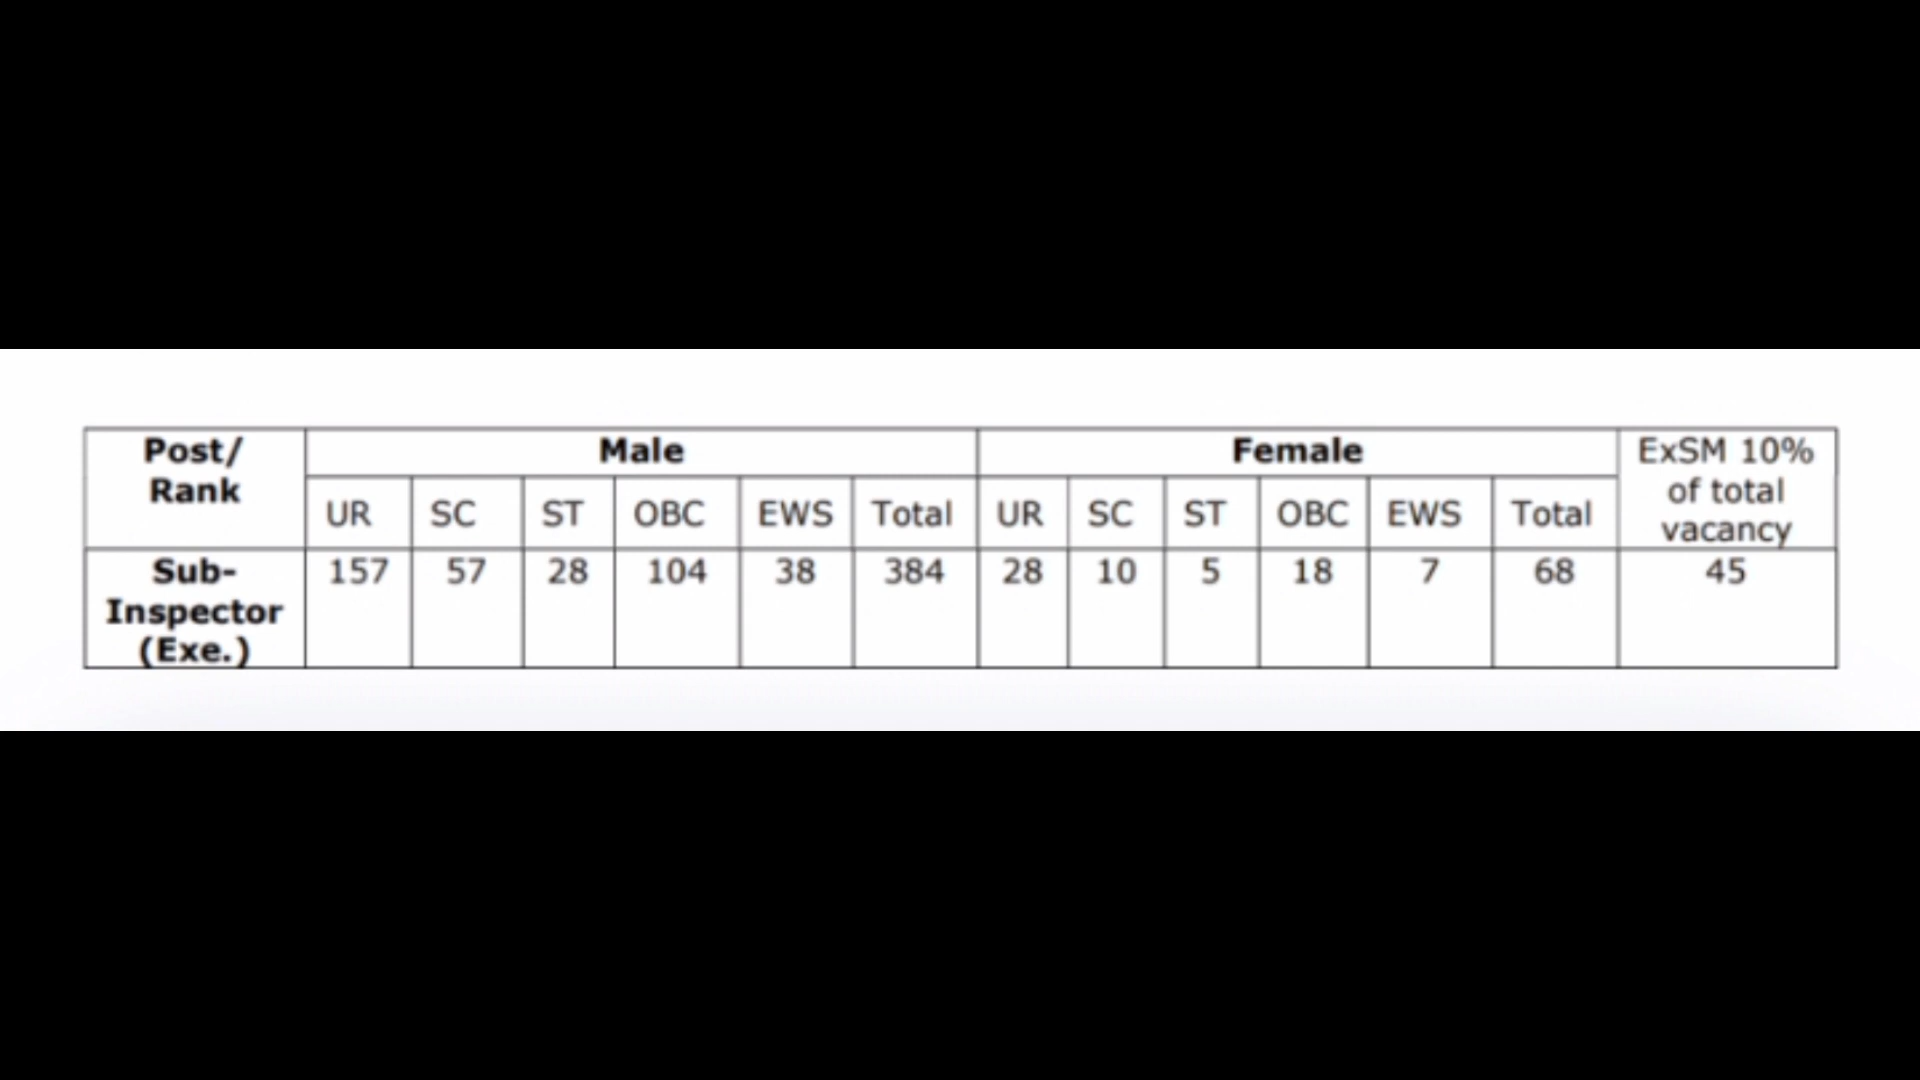 Post/ Rank Male Female ExSM 10% of total vacancy
UR SC ST OBC EWS Total UR SC ST OBC EWS Total
Sub-Inspector (Exe.) 157 57 28 104 38 384 28 10 5 18 7 68 45